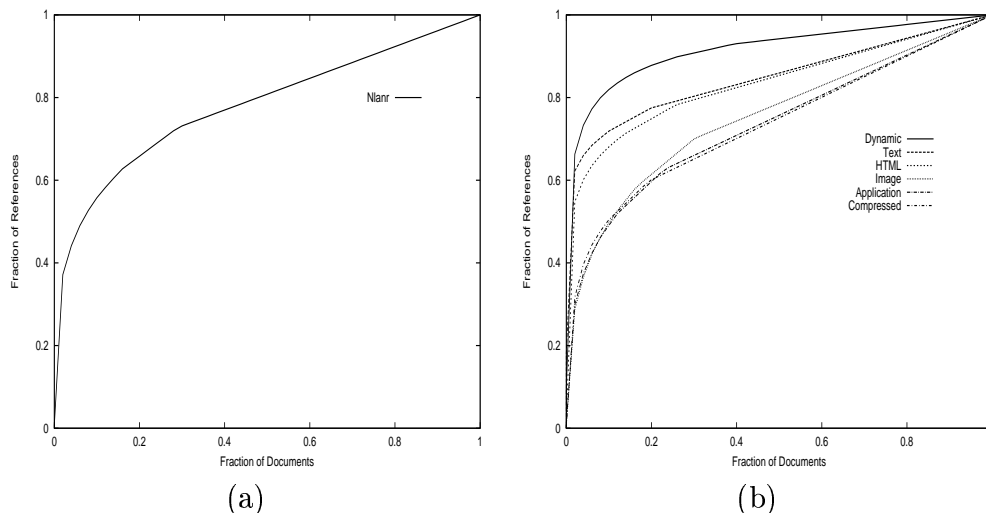 1
0.8
0.6
0.4
0.2
0
0 0.2 0.4 0.6 0.8 1
Fraction of References
Fraction of Documents
Nlanr
(a)
1
0.8
0.6
0.4
0.2
0
0 0.2 0.4 0.6 0.8
Fraction of References
Fraction of Documents
Dynamic
Text
HTML
Image
Application
Compressed
(b)